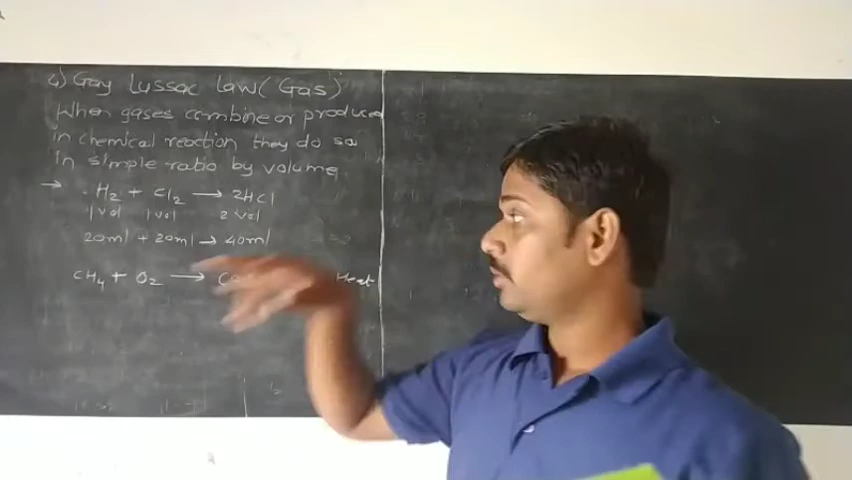 4) Gay Lussac law (Gas)
When gases combine or produced
in chemical reaction they do so
in simple ratio by volume
→ H₂ + Cl₂ → 2HCl
1 vol 1 vol 2 vol
20ml + 20ml → 40ml
CH₄ + O₂ → Heat